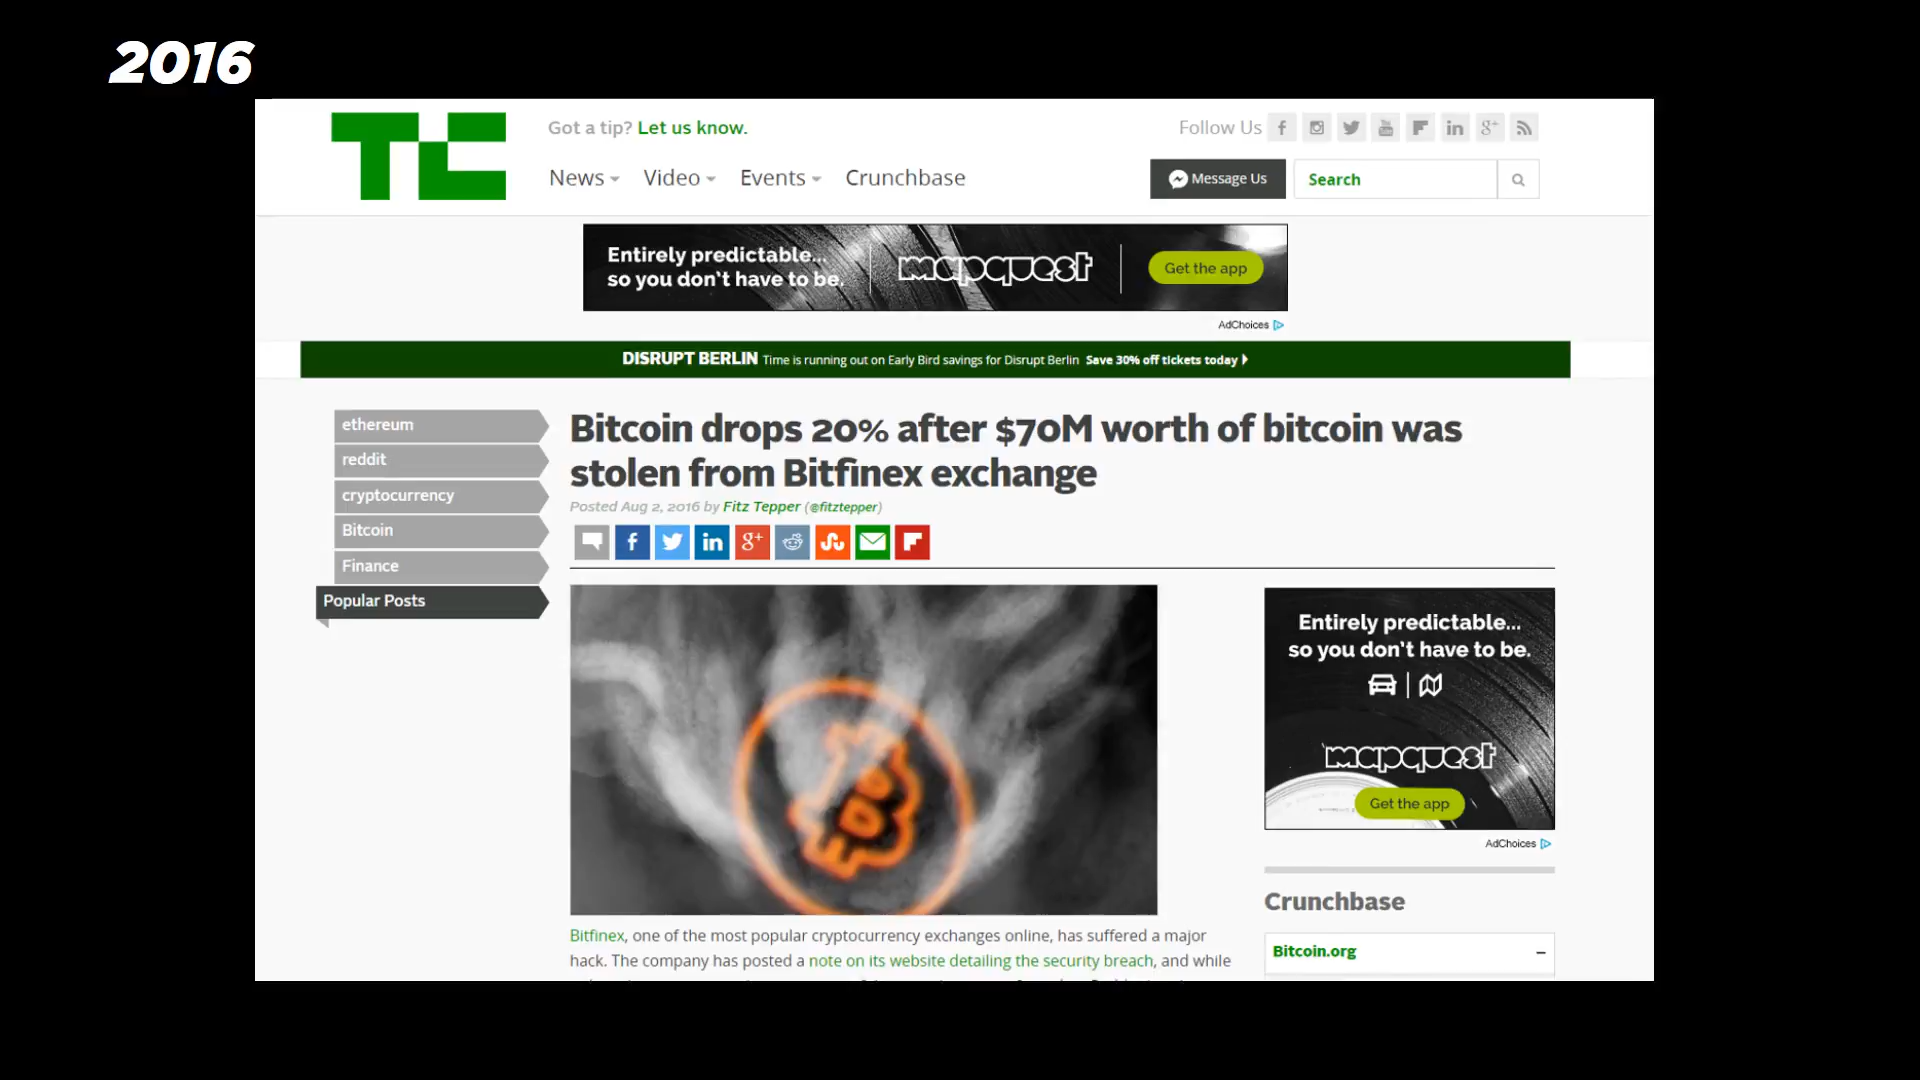 2016
TC
Got a tip? Let us know.
Follow Us
News Video Events Crunchbase
Message Us
Search
Entirely predictable...
so you don't have to be.
mapquest
Get the app
AdChoices
DISRUPT BERLIN Time is running out on Early Bird savings for Disrupt Berlin Save 30% off tickets today
ethereum
reddit
cryptocurrency
Bitcoin
Finance
Popular Posts
Bitcoin drops 20% after $70M worth of bitcoin was
stolen from Bitfinex exchange
Posted Aug 2, 2016 by Fitz Tepper (@fitztepper)
Entirely predictable...
so you don't have to be.
mapquest
Get the app
AdChoices
Crunchbase
Bitcoin.org
Bitfinex, one of the most popular cryptocurrency exchanges online, has suffered a major
hack. The company has posted a note on its website detailing the security breach, and while